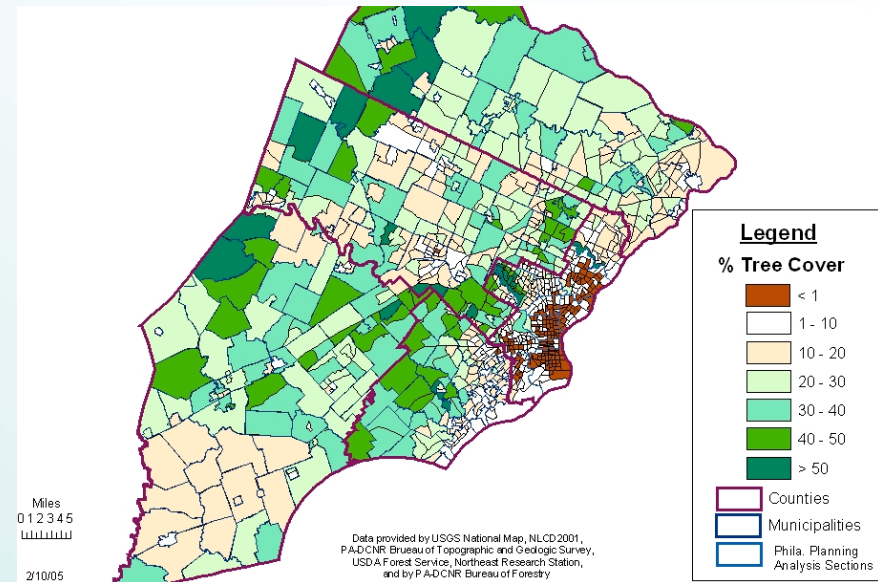 Legend
% Tree Cover
< 1
1 - 10
10 - 20
20 - 30
30 - 40
40 - 50
> 50
Counties
Municipalities
Phila. Planning
Analysis Sections
Miles
0 1 2 3 4 5
2/10/05
Data provided by USGS National Map, NLCD2001,
PA-DCNR Brureau of Topographic and Geologic Survey,
USDA Forest Service, Northeast Research Station,
and by PA-DCNR Bureau of Forestry